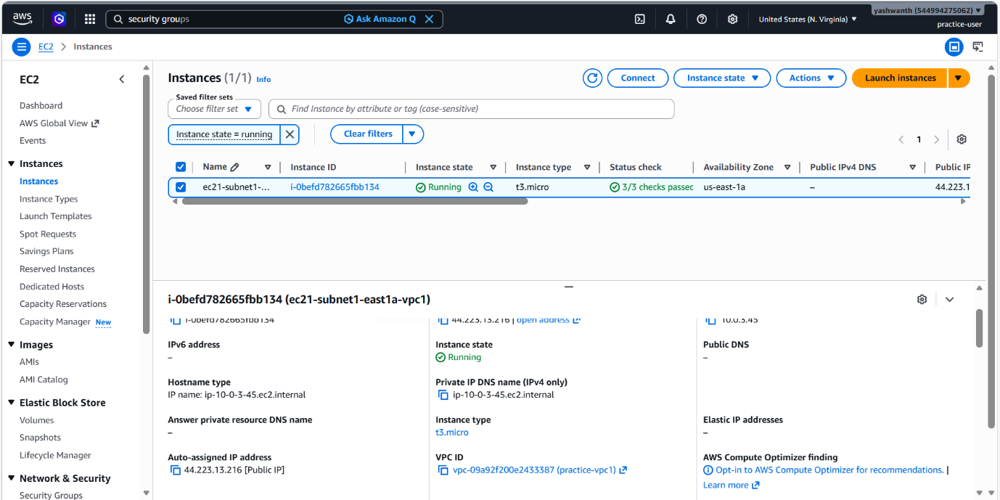 aws
security groups
Ask Amazon Q
United States (N. Virginia)
yashwanth (544994275062)
practice-user
EC2
Instances
EC2
Dashboard
AWS Global View
Events
Instances
Instances
Instance Types
Launch Templates
Spot Requests
Savings Plans
Reserved Instances
Dedicated Hosts
Capacity Reservations
Capacity Manager New
Images
AMIs
AMI Catalog
Elastic Block Store
Volumes
Snapshots
Lifecycle Manager
Network & Security
Security Groups
Instances (1/1) Info
Connect
Instance state
Actions
Launch instances
Saved filter sets
Choose filter set
Find Instance by attribute or tag (case-sensitive)
Instance state = running
Clear filters
1
Name Instance ID Instance state Instance type Status check Availability Zone Public IPv4 DNS Public IP
ec21-subnet1-... i-0befd782665fbb134 Running t3.micro 3/3 checks passec us-east-1a – 44.223.1
i-0befd782665fbb134 (ec21-subnet1-east1a-vpc1)
i-0befd782665fbb134
44.223.13.216 | open address
10.0.3.45
IPv6 address
–
Instance state
Running
Public DNS
–
Hostname type
IP name: ip-10-0-3-45.ec2.internal
Private IP DNS name (IPv4 only)
ip-10-0-3-45.ec2.internal
Answer private resource DNS name
–
Instance type
t3.micro
Elastic IP addresses
–
Auto-assigned IP address
44.223.13.216 [Public IP]
VPC ID
vpc-09a92f200e2433387 (practice-vpc1)
AWS Compute Optimizer finding
Opt-in to AWS Compute Optimizer for recommendations. |
Learn more